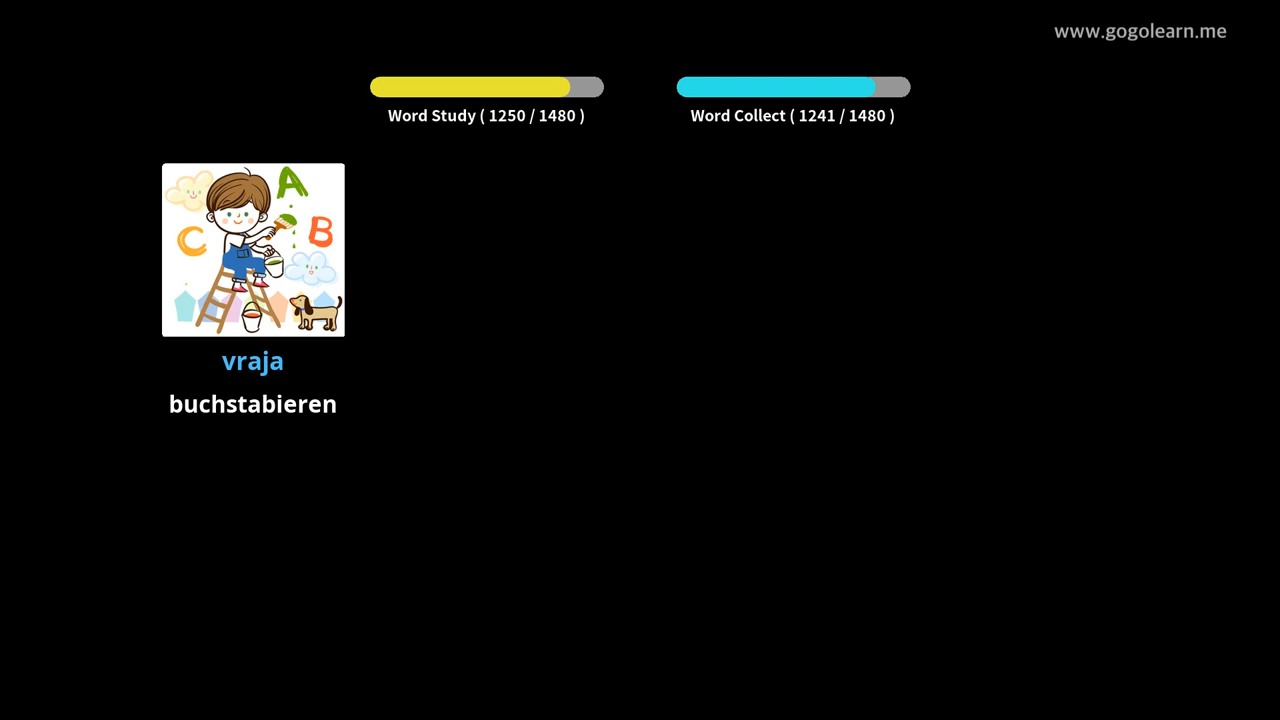 www.gogolearn.me
Word Study ( 1250 / 1480 )
Word Collect ( 1241 / 1480 )
A
B
C
vraja
buchstabieren